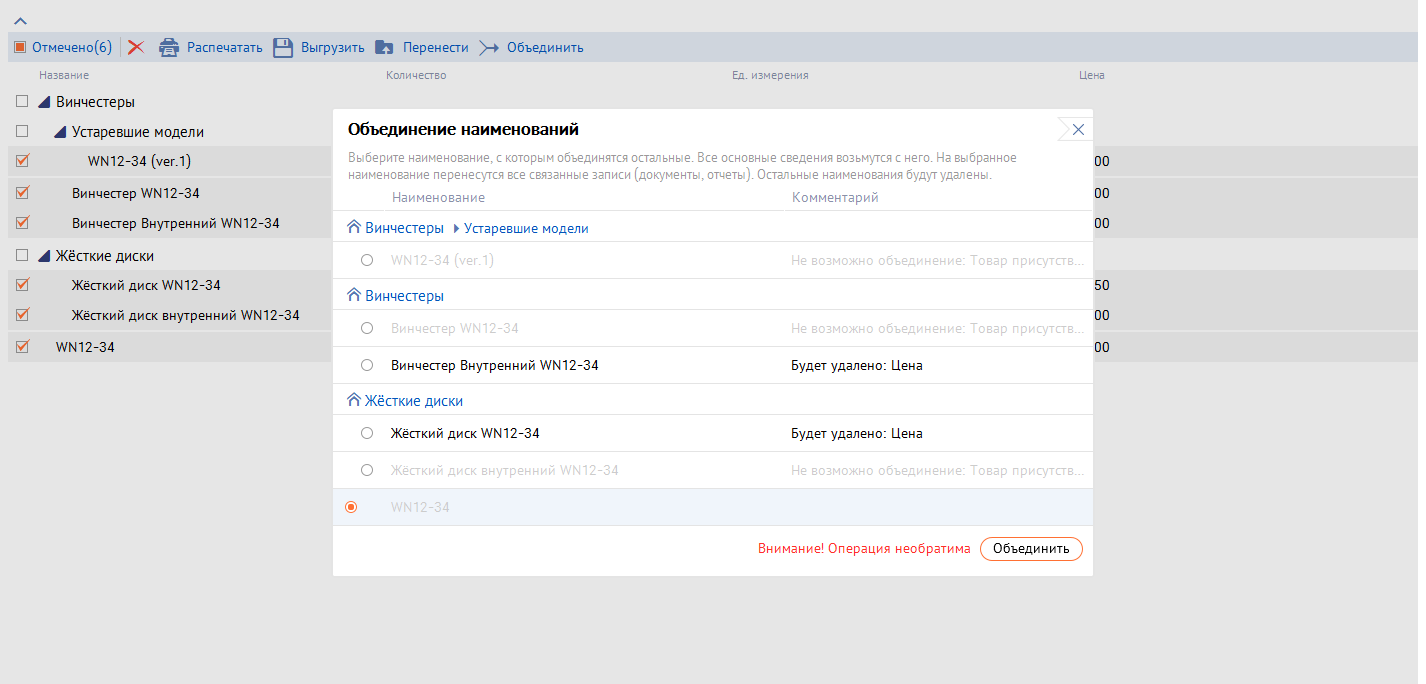 Отмечено(6) Распечатать Выгрузить Перенести Объединить
Название Количество Ед. измерения Цена
Винчестеры
Устаревшие модели
WN12-34 (ver.1) 00
Винчестер WN12-34 00
Винчестер Внутренний WN12-34 00
Жёсткие диски
Жёсткий диск WN12-34 50
Жёсткий диск внутренний WN12-34 00
WN12-34 00
Объединение наименований
Выберите наименование, с которым объединятся остальные. Все основные сведения возьмутся с него. На выбранное
наименование перенесутся все связанные записи (документы, отчеты). Остальные наименования будут удалены.
Наименование Комментарий
Винчестеры Устаревшие модели
WN12-34 (ver.1) Не возможно объединение: Товар присутств...
Винчестеры
Винчестер WN12-34 Не возможно объединение: Товар присутств...
Винчестер Внутренний WN12-34 Будет удалено: Цена
Жёсткие диски
Жёсткий диск WN12-34 Будет удалено: Цена
Жёсткий диск внутренний WN12-34 Не возможно объединение: Товар присутств...
WN12-34
Внимание! Операция необратима Объединить